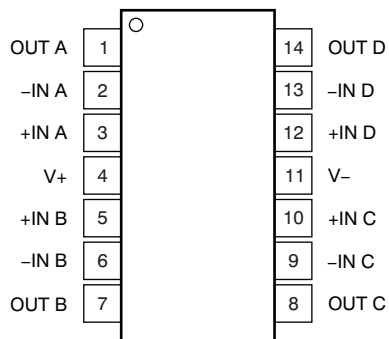 OUT A 1 14 OUT D
−IN A 2 13 −IN D
+IN A 3 12 +IN D
V+ 4 11 V−
+IN B 5 10 +IN C
−IN B 6 9 −IN C
OUT B 7 8 OUT C